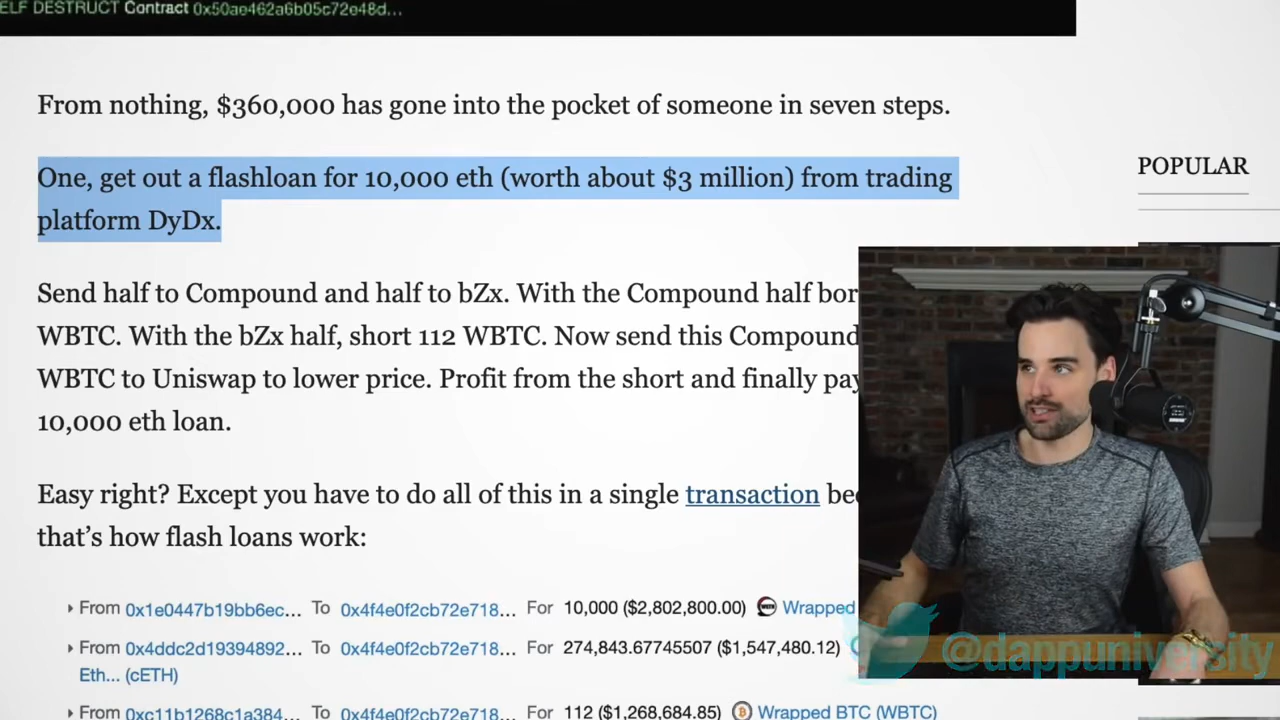 ELF DESTRUCT Contract 0x50ae462a6b05c72e48d...
From nothing, $360,000 has gone into the pocket of someone in seven steps.
One, get out a flashloan for 10,000 eth (worth about $3 million) from trading
platform DyDx.
POPULAR
Send half to Compound and half to bZx. With the Compound half bor
WBTC. With the bZx half, short 112 WBTC. Now send this Compound
WBTC to Uniswap to lower price. Profit from the short and finally pay
10,000 eth loan.
Easy right? Except you have to do all of this in a single transaction bec
that's how flash loans work:
From 0x1e0447b19bb6ec... To 0x4f4e0f2cb72e718... For 10,000 ($2,802,800.00) Wrapped
From 0x4ddc2d19394892... To 0x4f4e0f2cb72e718... For 274,843.67745507 ($1,547,480.12)
Eth... (cETH)
From 0xc11b1268c1a384... To 0x4f4e0f2cb72e718... For 112 ($1,268,684.85) Wrapped BTC (WBTC)
@dappuniversity